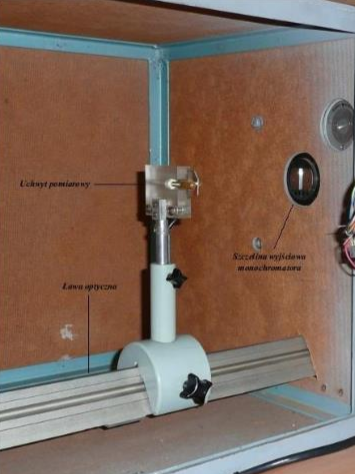 Uchwyt pomiarowy
Szczelina wyjściowa
monochromatora
Ława optyczna